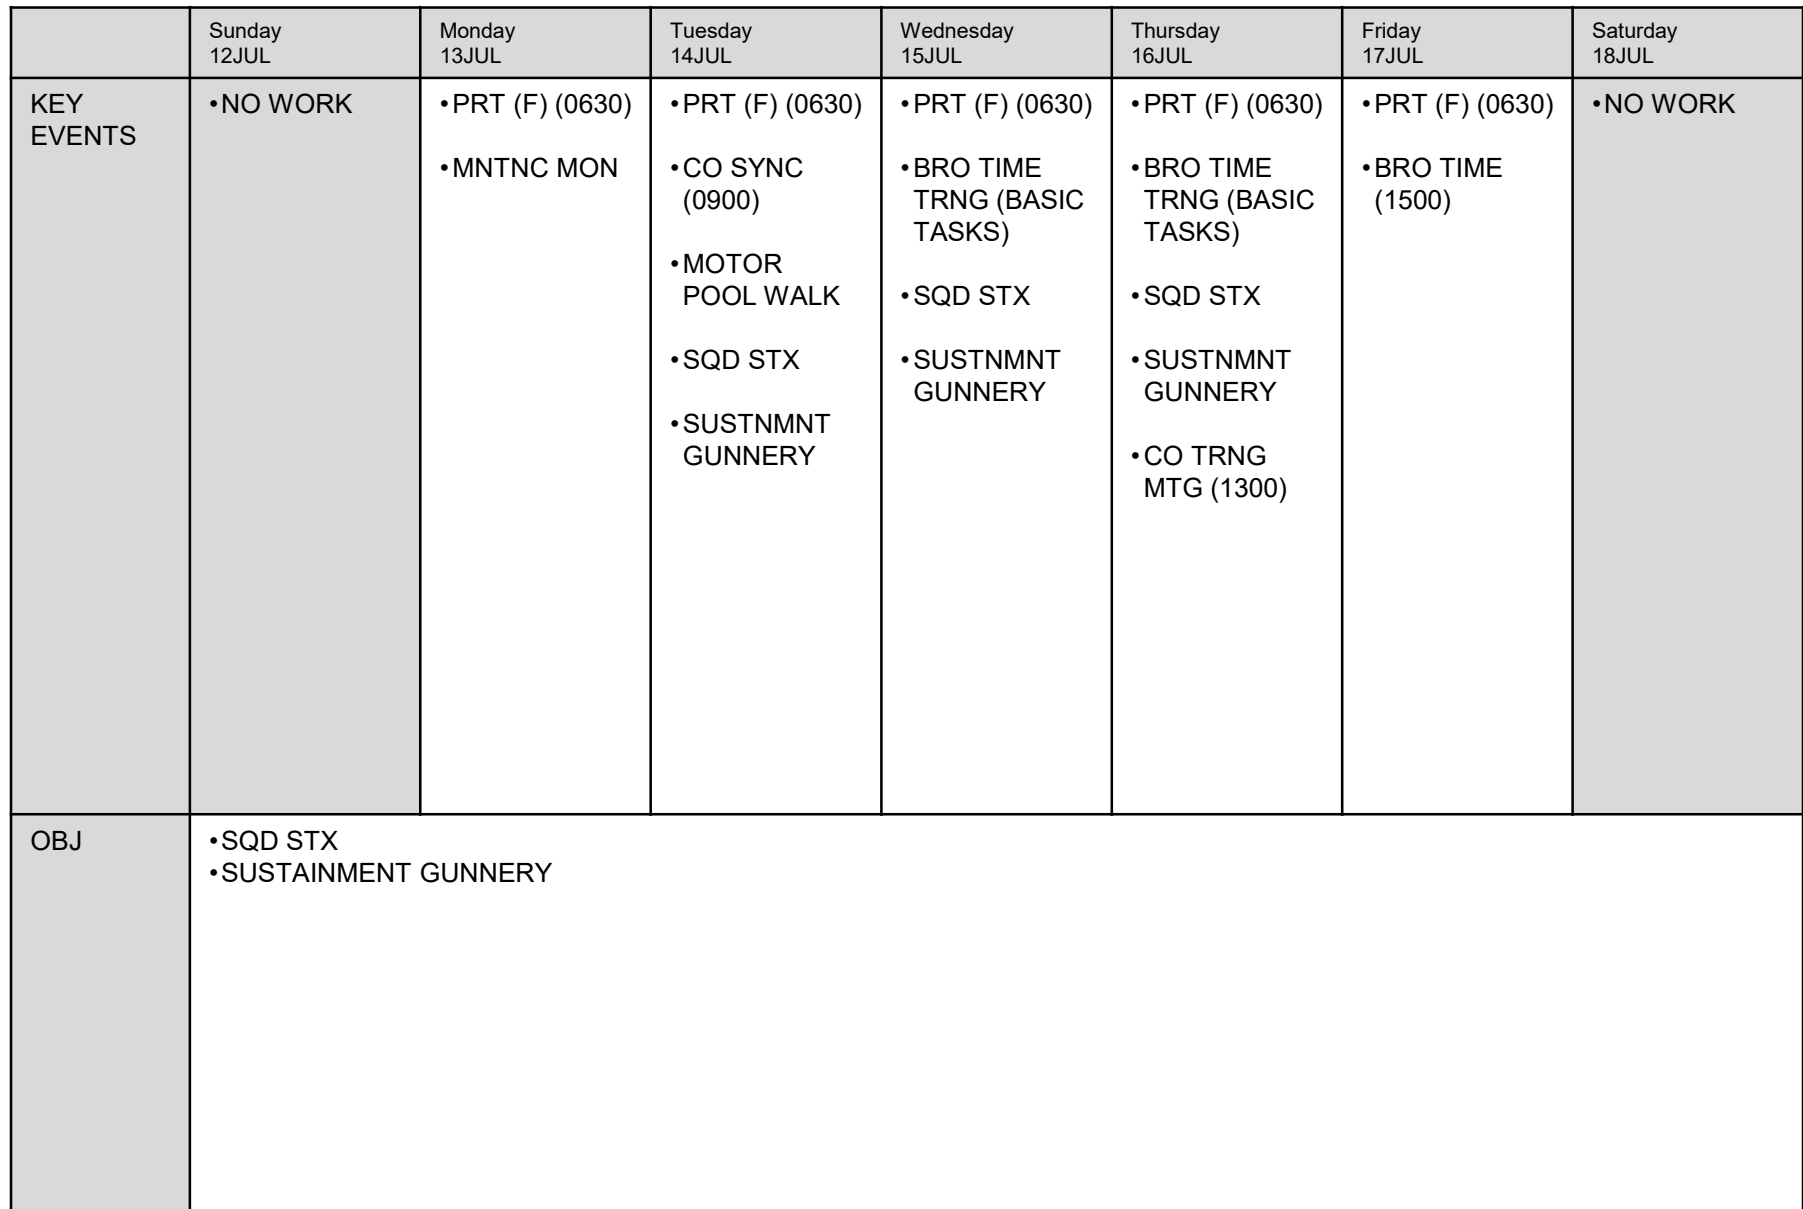 Sunday
12JUL
Monday
13JUL
Tuesday
14JUL
Wednesday
15JUL
Thursday
16JUL
Friday
17JUL
Saturday
18JUL
KEY
EVENTS
•NO WORK
•PRT (F) (0630)
•MNTNC MON
•PRT (F) (0630)
•CO SYNC
(0900)
•MOTOR
POOL WALK
•SQD STX
•SUSTNMNT
GUNNERY
•PRT (F) (0630)
•BRO TIME
TRNG (BASIC
TASKS)
•SQD STX
•SUSTNMNT
GUNNERY
•PRT (F) (0630)
•BRO TIME
TRNG (BASIC
TASKS)
•SQD STX
•SUSTNMNT
GUNNERY
•CO TRNG
MTG (1300)
•PRT (F) (0630)
•BRO TIME
(1500)
•NO WORK
OBJ
•SQD STX
•SUSTAINMENT GUNNERY